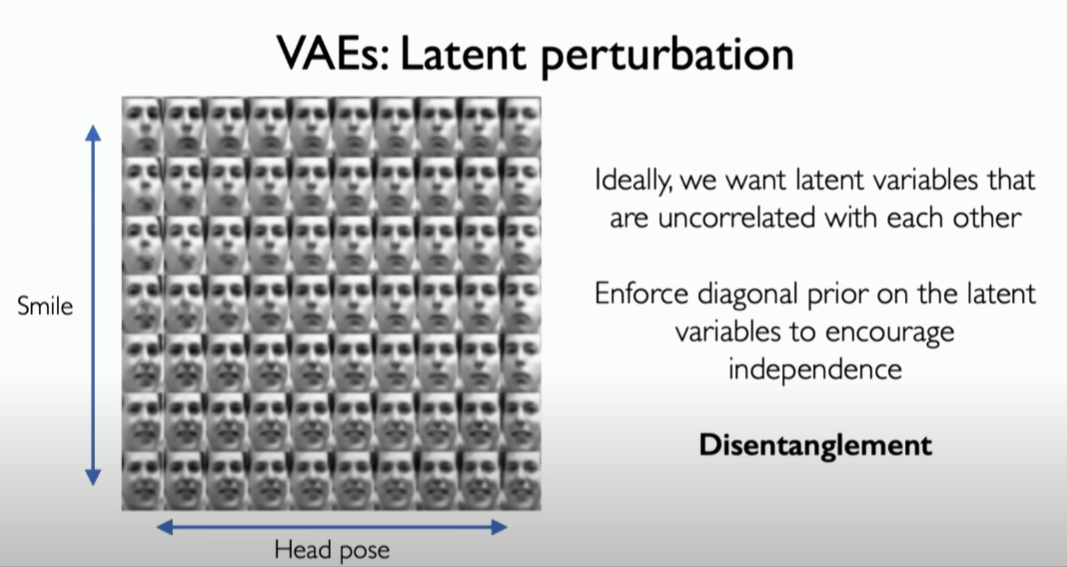 VAEs: Latent perturbation
Smile
Head pose
Ideally, we want latent variables that
are uncorrelated with each other
Enforce diagonal prior on the latent
variables to encourage
independence
Disentanglement